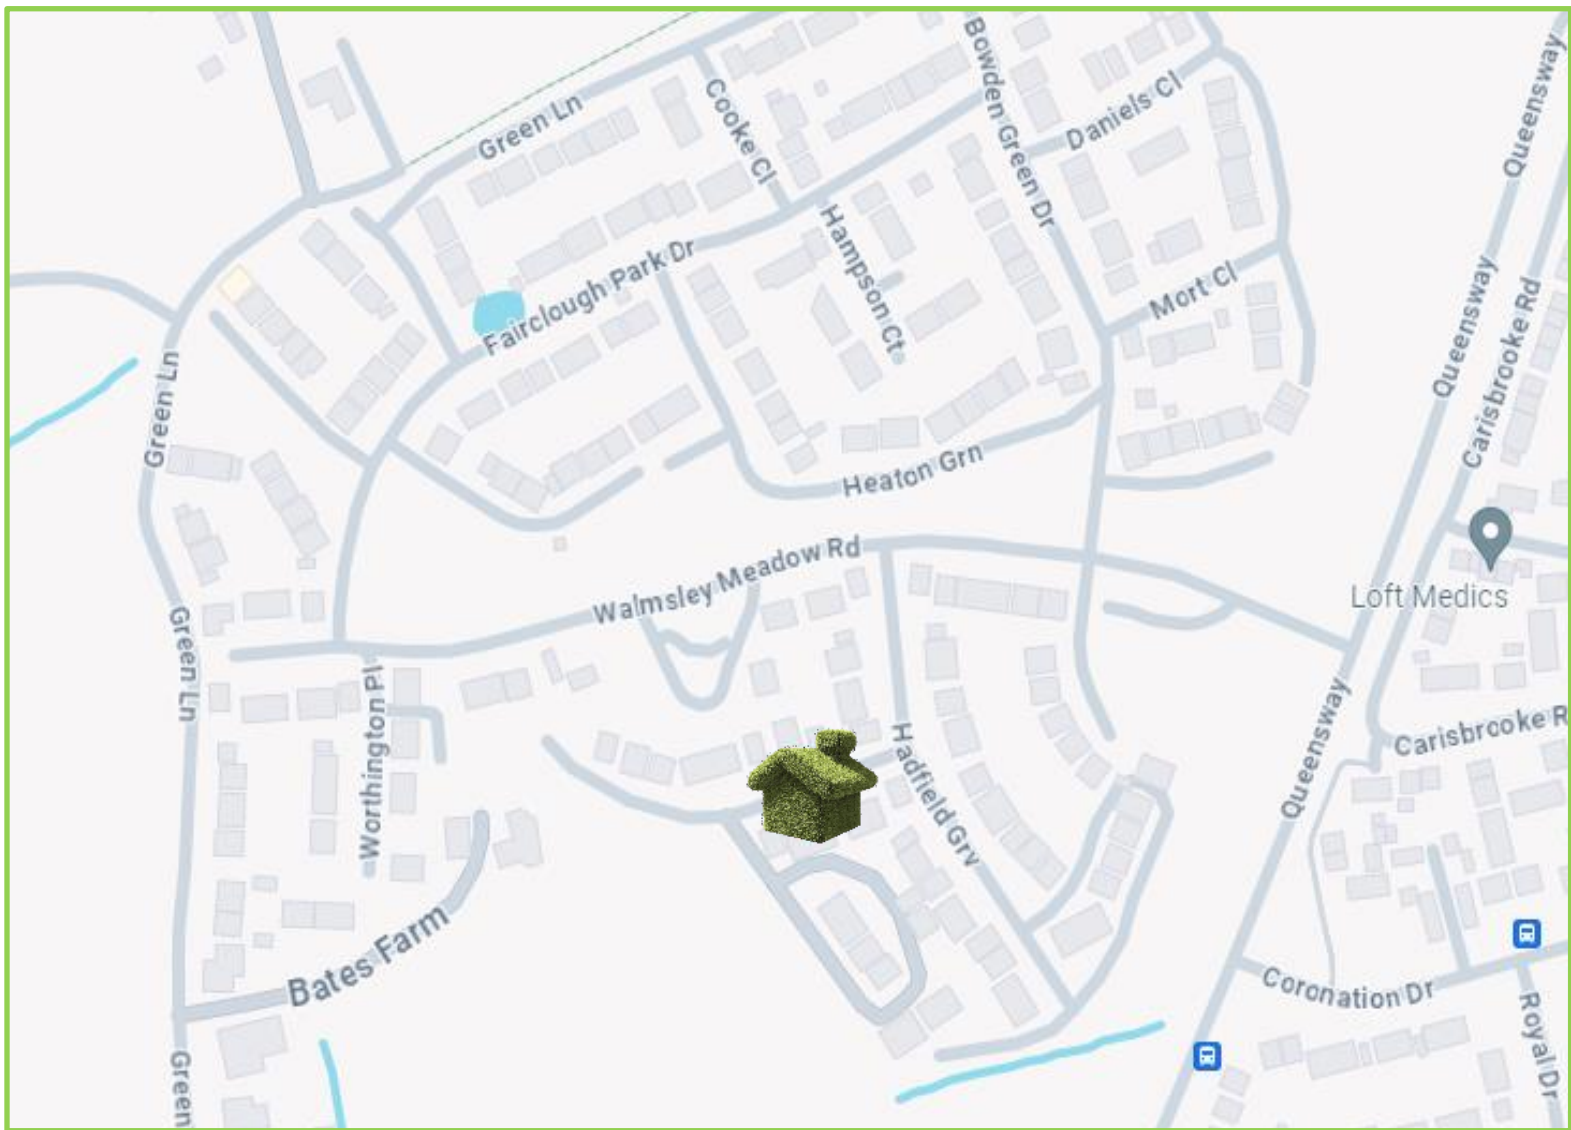 Queensway
Bowden Green Dr
Cooke Cl
Daniels Cl
Green Ln
Hampson Ct
Fairclough Park Dr
Mort Cl
Queensway
Carisbrooke Rd
Green Ln
Heaton Grn
Walmsley Meadow Rd
Loft Medics
Green Ln
Worthington Pl
Hadfield Grv
Queensway
Carisbrooke R
Bates Farm
Coronation Dr
Royal Dr
Green